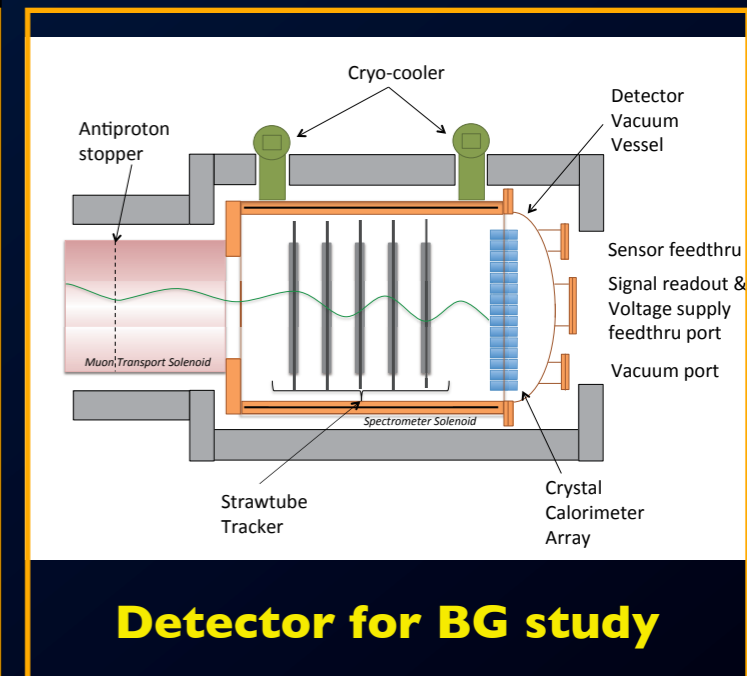 Cryo-cooler
Detector
Vacuum
Vessel
Antiproton
stopper
Sensor feedthru
Signal readout &
Voltage supply
feedthru port
Vacuum port
Muon Transport Solenoid
Spectrometer Solenoid
Strawtube
Tracker
Crystal
Calorimeter
Array
Detector for BG study